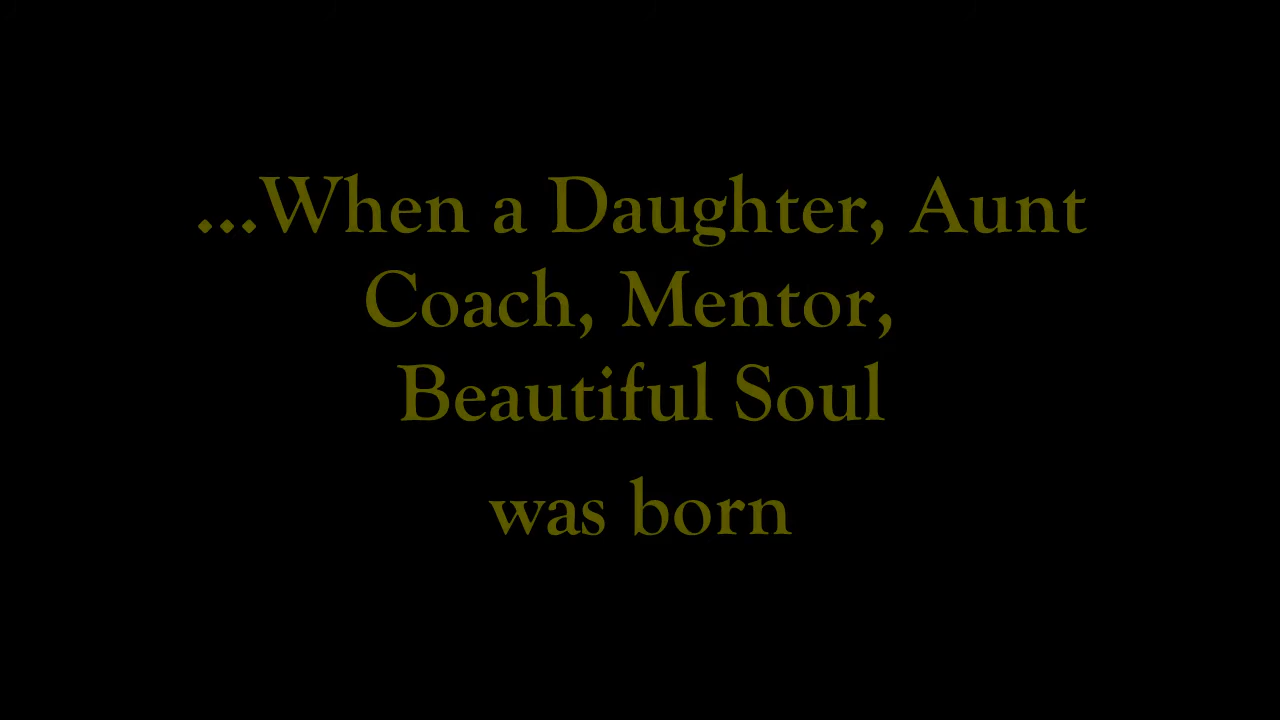 ...When a Daughter, Aunt
Coach, Mentor,
Beautiful Soul
was born